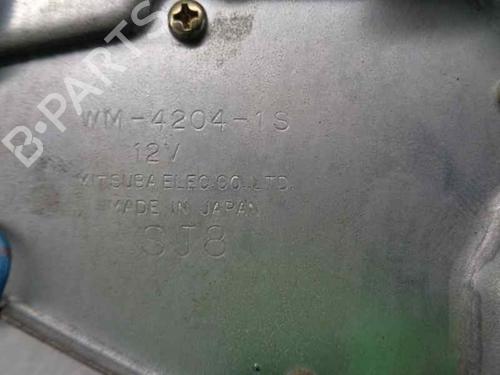 B-PARTS
WM-4204-1S
12V
MITSUBA ELEC.CO.,LTD.
MADE IN JAPAN
SJ8